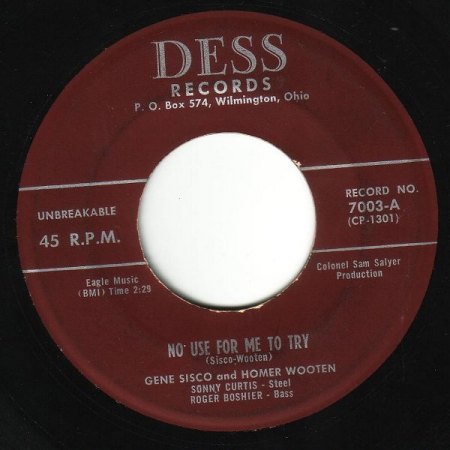 DESS
RECORDS
P. O. Box 574, Wilmington, Ohio
UNBREAKABLE
45 R.P.M.
RECORD NO.
7003-A
(CP-1301)
Eagle Music
(BMI) Time 2:29
Colonel Sam Salyer
Production
NO USE FOR ME TO TRY
(Sisco-Wooten)
GENE SISCO and HOMER WOOTEN
SONNY CURTIS - Steel
ROGER BOSHIER - Bass